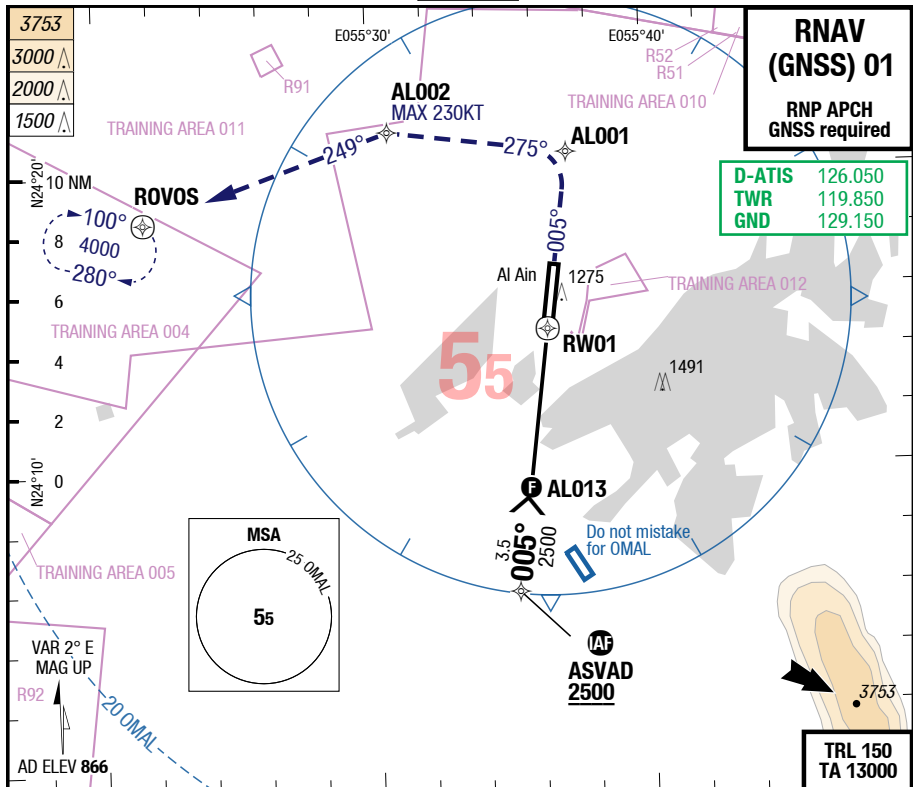 3753
3000
2000
1500
E055°30'
E055°40'
RNAV
(GNSS) 01
RNP APCH
GNSS required
D-ATIS 126.050
TWR 119.850
GND 129.150
R52
R51
R91
TRAINING AREA 010
TRAINING AREA 011
AL002
MAX 230KT
AL001
275°
249°
005°
N24°20'
10 NM
8
6
4
2
0
N24°10'
ROVOS
100°
4000
280°
Al Ain
1275
TRAINING AREA 012
TRAINING AREA 004
55
RW01
1491
AL013
F
3.5
005°
2500
Do not mistake
for OMAL
MSA
25 OMAL
55
TRAINING AREA 005
IAF
ASVAD
2500
VAR 2° E
MAG UP
R92
20 OMAL
AD ELEV 866
3753
TRL 150
TA 13000